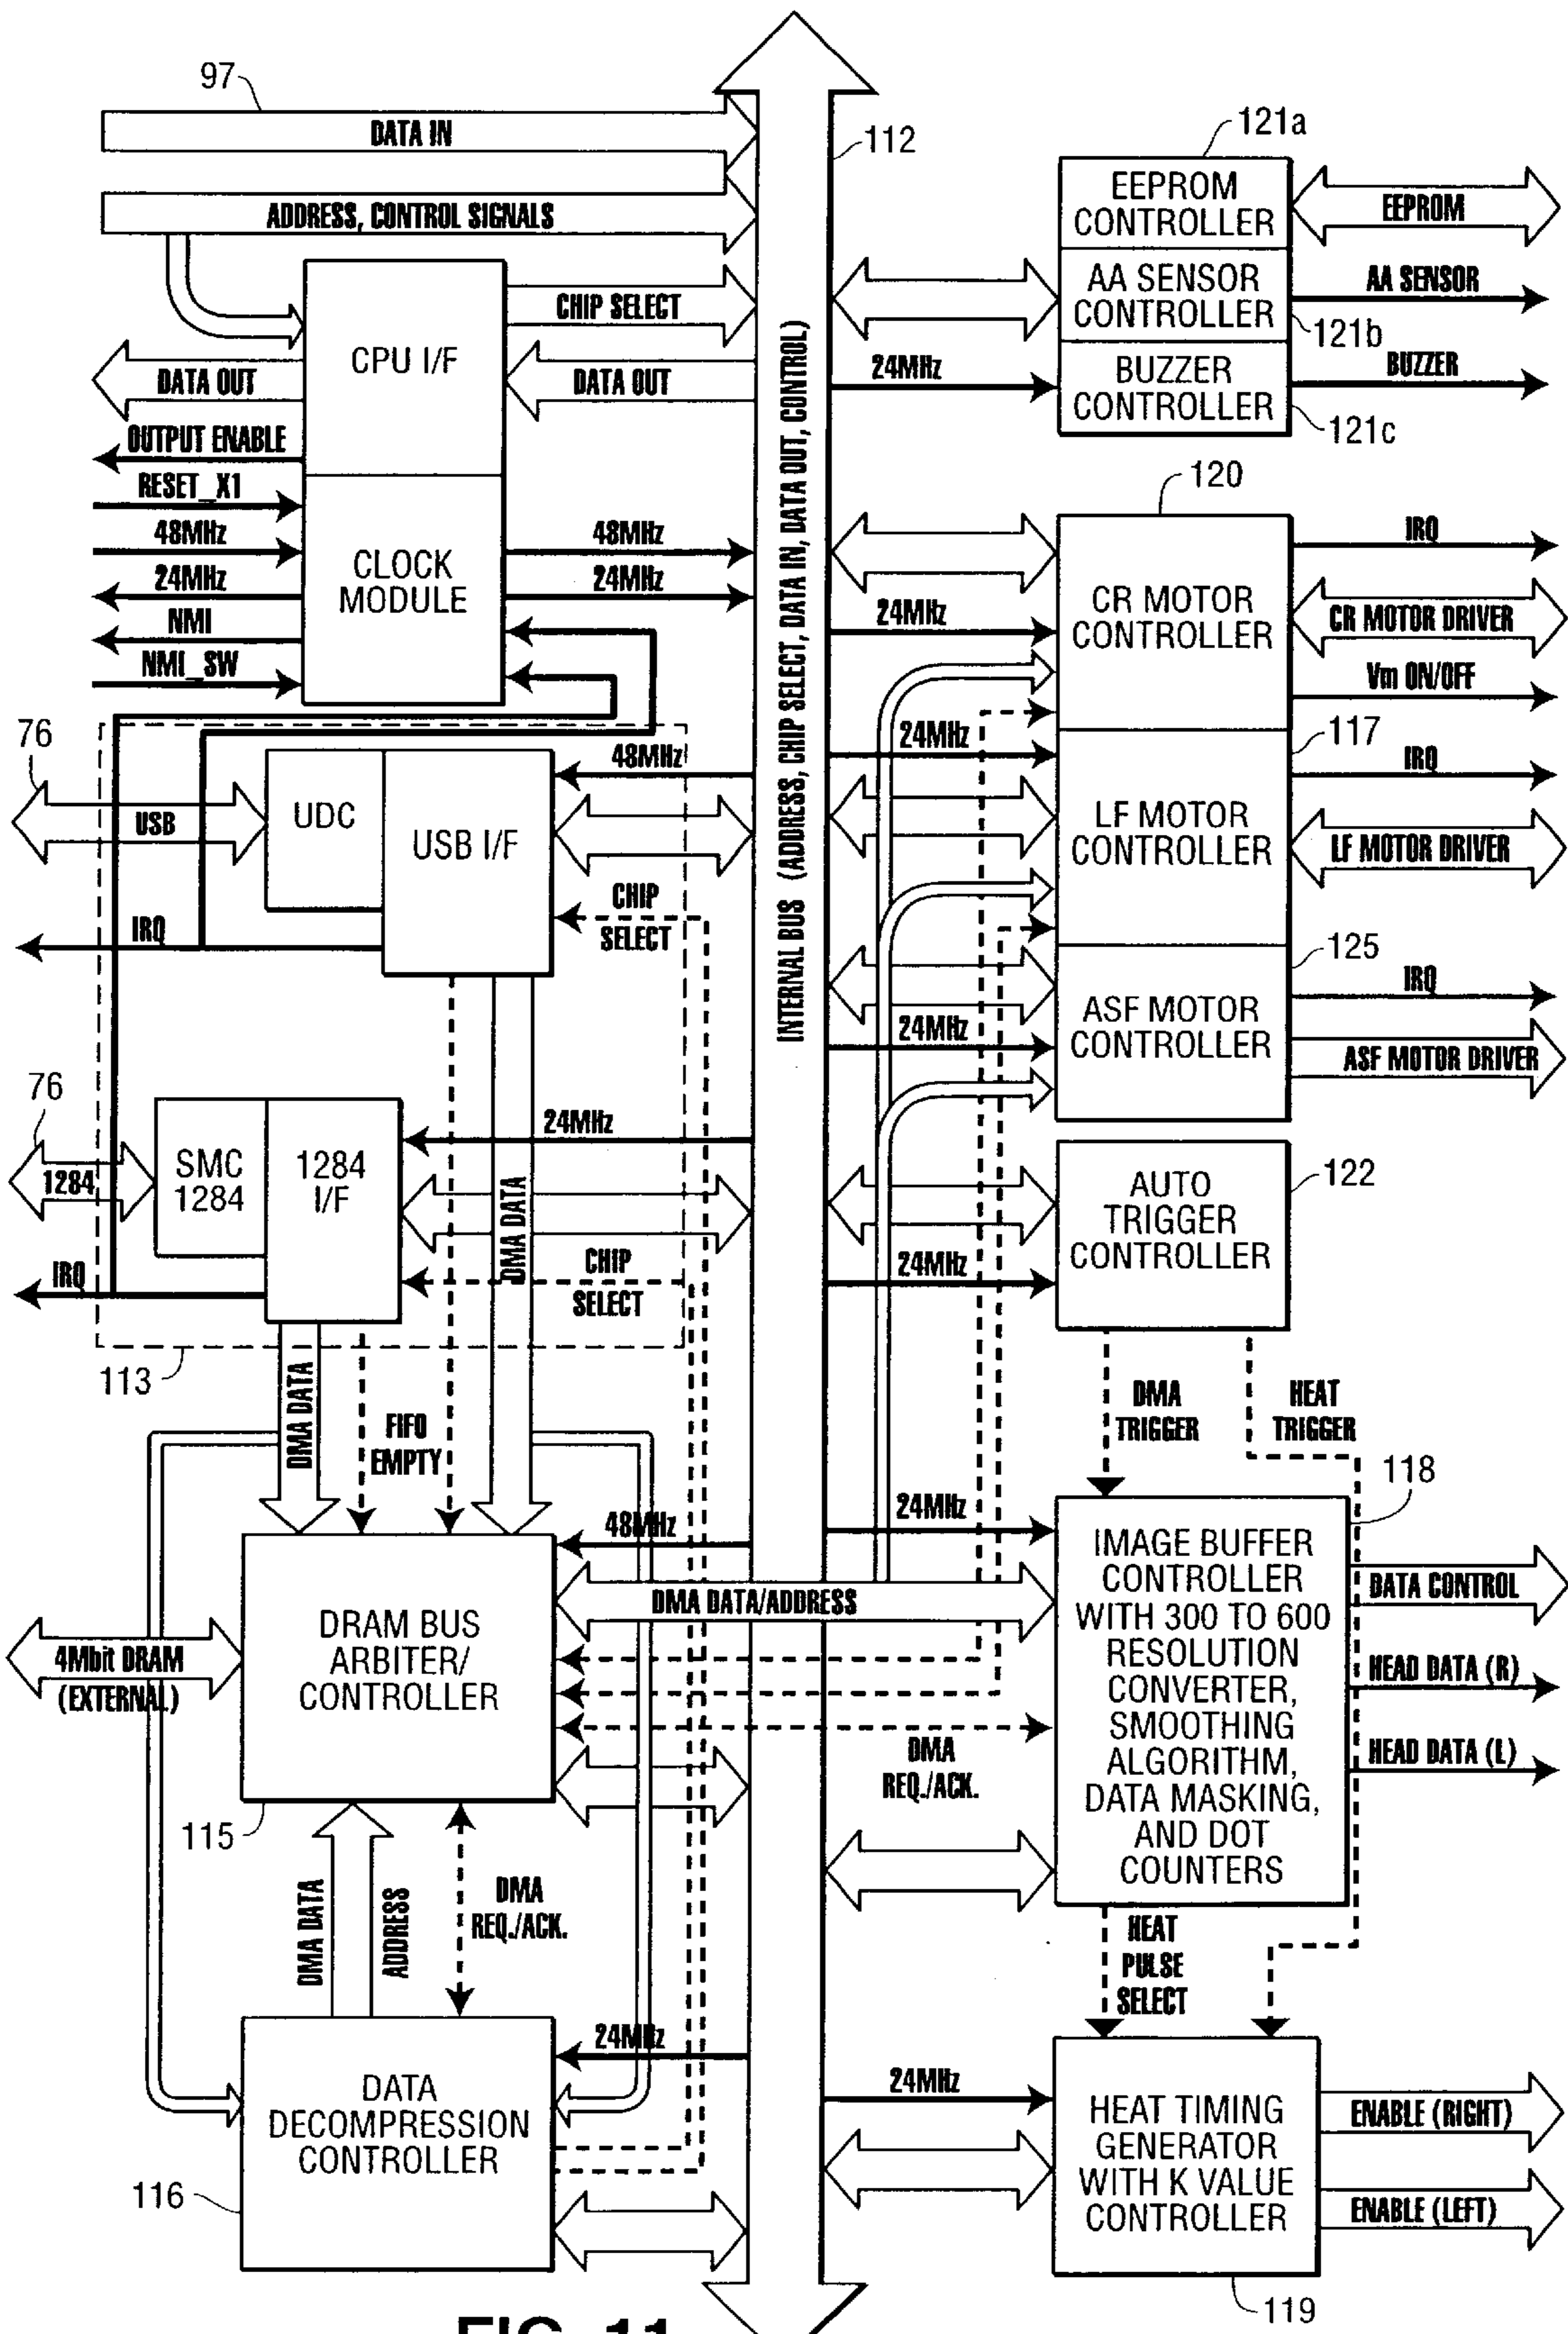 97
DATA IN
112
ADDRESS, CONTROL SIGNALS
CPU I/F
CHIP SELECT
DATA OUT
DATA OUT
OUTPUT ENABLE
RESET_X1
48MHz
24MHz
NMI
NMI_SW
CLOCK
MODULE
48MHz
24MHz
INTERNAL BUS (ADDRESS, CHIP SELECT, DATA IN, DATA OUT, CONTROL)
121a
EEPROM
CONTROLLER
EEPROM
AA SENSOR
CONTROLLER
AA SENSOR
121b
24MHz
BUZZER
CONTROLLER
BUZZER
121c
120
CR MOTOR
CONTROLLER
24MHz
IRQ
CR MOTOR DRIVER
Vm ON/OFF
117
24MHz
LF MOTOR
CONTROLLER
IRQ
LF MOTOR DRIVER
125
ASF MOTOR
CONTROLLER
24MHz
IRQ
ASF MOTOR DRIVER
76
USB
UDC
USB I/F
48MHz
CHIP
SELECT
IRQ
76
1284
SMC
1284
1284
I/F
24MHz
CHIP
SELECT
IRQ
113
DMA DATA
DMA DATA
FIFO
EMPTY
AUTO
TRIGGER
CONTROLLER
122
24MHz
DMA
TRIGGER
HEAT
TRIGGER
118
48MHz
24MHz
DRAM BUS
ARBITER/
CONTROLLER
4Mbit DRAM
(EXTERNAL)
DMA DATA/ADDRESS
DMA
REQ./ACK.
115
IMAGE BUFFER
CONTROLLER
WITH 300 TO 600
RESOLUTION
CONVERTER,
SMOOTHING
ALGORITHM,
DATA MASKING,
AND DOT
COUNTERS
DATA CONTROL
HEAD DATA (R)
HEAD DATA (L)
DMA DATA
ADDRESS
DMA
REQ./ACK.
HEAT
PULSE
SELECT
24MHz
DATA
DECOMPRESSION
CONTROLLER
116
24MHz
HEAT TIMING
GENERATOR
WITH K VALUE
CONTROLLER
ENABLE (RIGHT)
ENABLE (LEFT)
119
FIG. 11